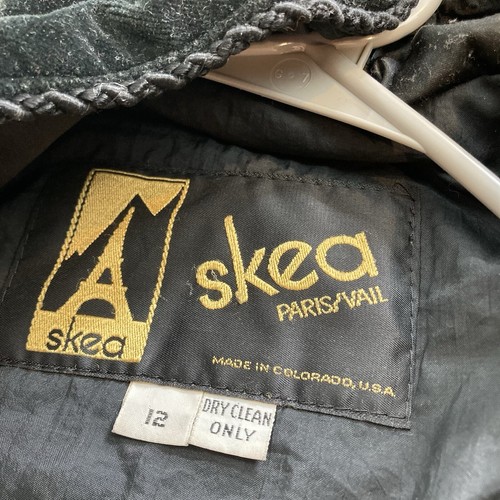 skea
skea
PARIS/VAIL
MADE IN COLORADO, U.S.A.
12
DRY CLEAN
ONLY